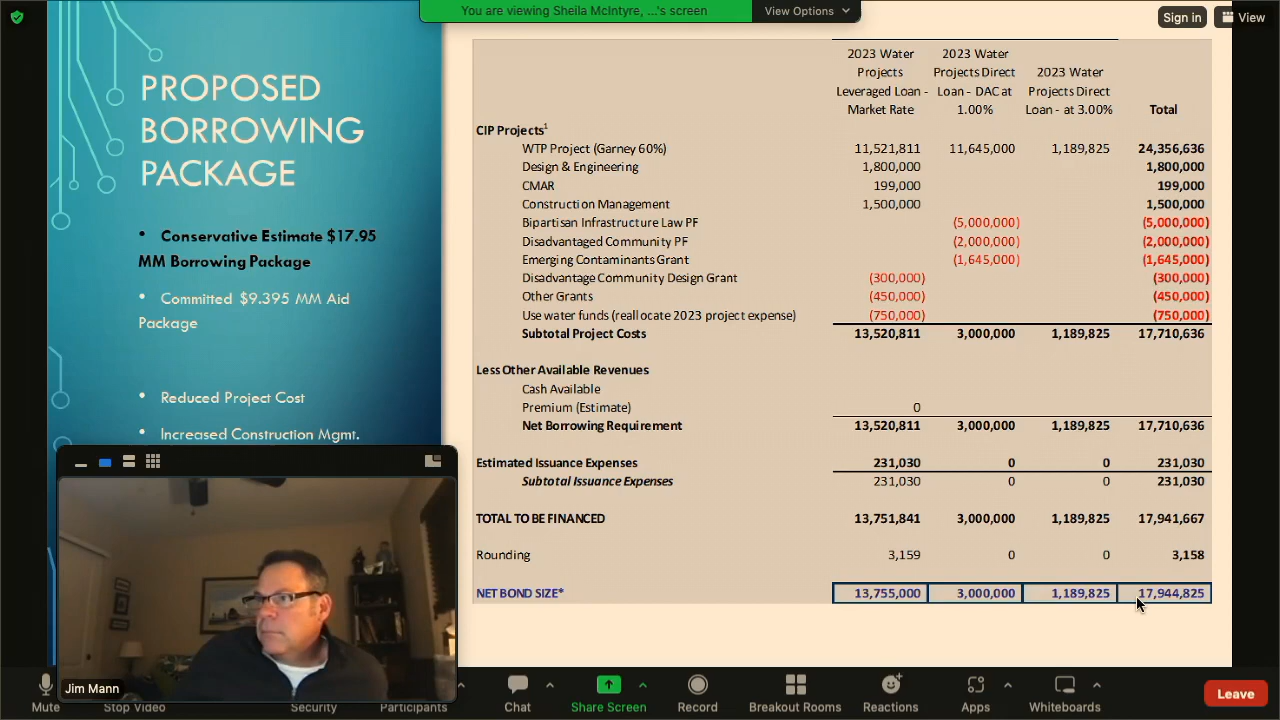 You are viewing Sheila McIntyre, ...'s screen
View Options
Sign in
View
PROPOSED
BORROWING
PACKAGE
• Conservative Estimate $17.95
MM Borrowing Package
• Committed $9.395 MM Aid
Package
• Reduced Project Cost
• Increased Construction Mgmt.
2023 Water Projects Leveraged Loan - Market Rate
2023 Water Projects Direct Loan - DAC at 1.00%
2023 Water Projects Direct Loan - at 3.00%
Total
CIP Projects¹
WTP Project (Garney 60%) 11,521,811 11,645,000 1,189,825 24,356,636
Design & Engineering 1,800,000 1,800,000
CMAR 199,000 199,000
Construction Management 1,500,000 1,500,000
Bipartisan Infrastructure Law PF (5,000,000) (5,000,000)
Disadvantaged Community PF (2,000,000) (2,000,000)
Emerging Contaminants Grant (1,645,000) (1,645,000)
Disadvantage Community Design Grant (300,000) (300,000)
Other Grants (450,000) (450,000)
Use water funds (reallocate 2023 project expense) (750,000) (750,000)
Subtotal Project Costs 13,520,811 3,000,000 1,189,825 17,710,636
Less Other Available Revenues
Cash Available
Premium (Estimate) 0
Net Borrowing Requirement 13,520,811 3,000,000 1,189,825 17,710,636
Estimated Issuance Expenses 231,030 0 0 231,030
Subtotal Issuance Expenses 231,030 0 0 231,030
TOTAL TO BE FINANCED 13,751,841 3,000,000 1,189,825 17,941,667
Rounding 3,159 0 0 3,158
NET BOND SIZE* 13,755,000 3,000,000 1,189,825 17,944,825
Jim Mann
Mute
Stop Video
Security
Participants
Chat
Share Screen
Record
Breakout Rooms
Reactions
Apps
Whiteboards
Leave